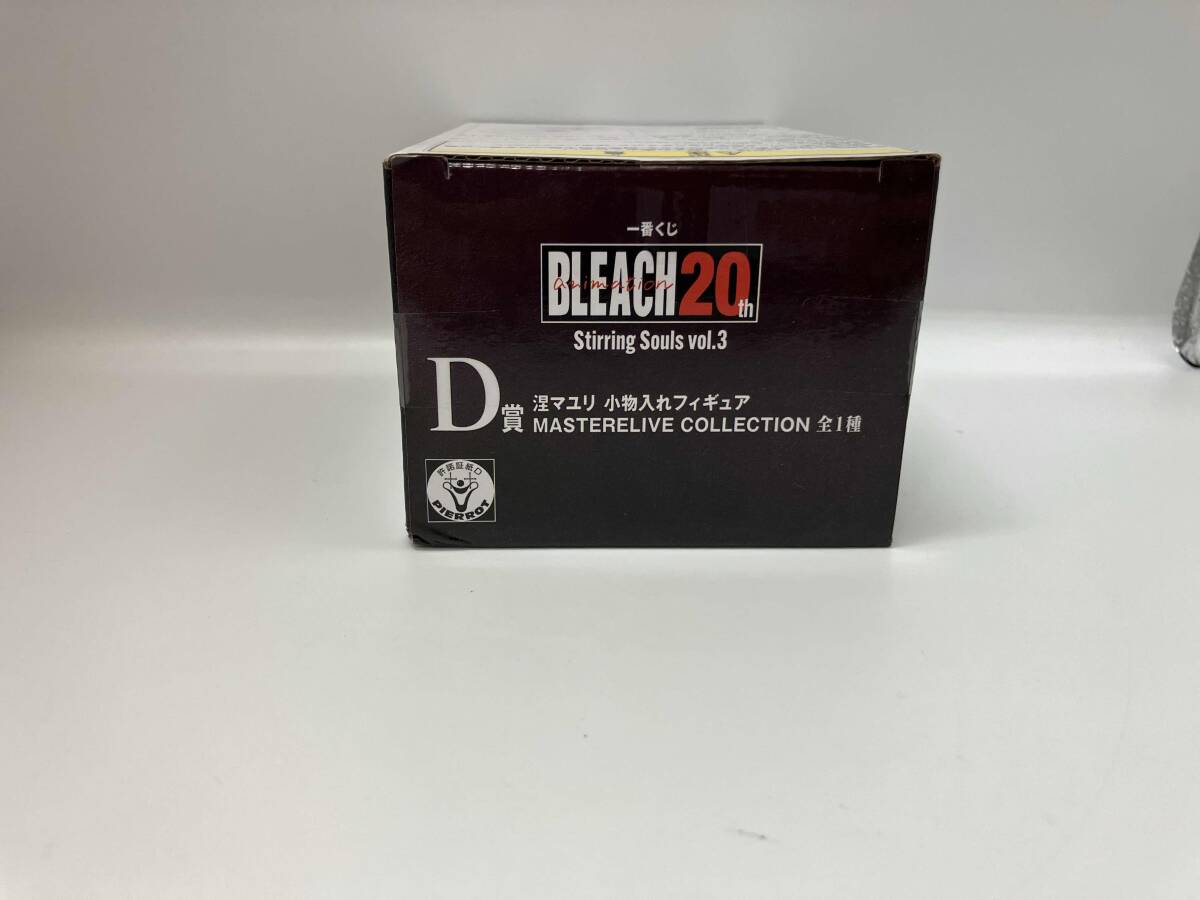 一番くじ
BLEACH 20th
animation
Stirring Souls vol.3
D賞
涅マユリ 小物入れフィギュア
MASTERELIVE COLLECTION 全1種
許諾証紙D
PIERROT